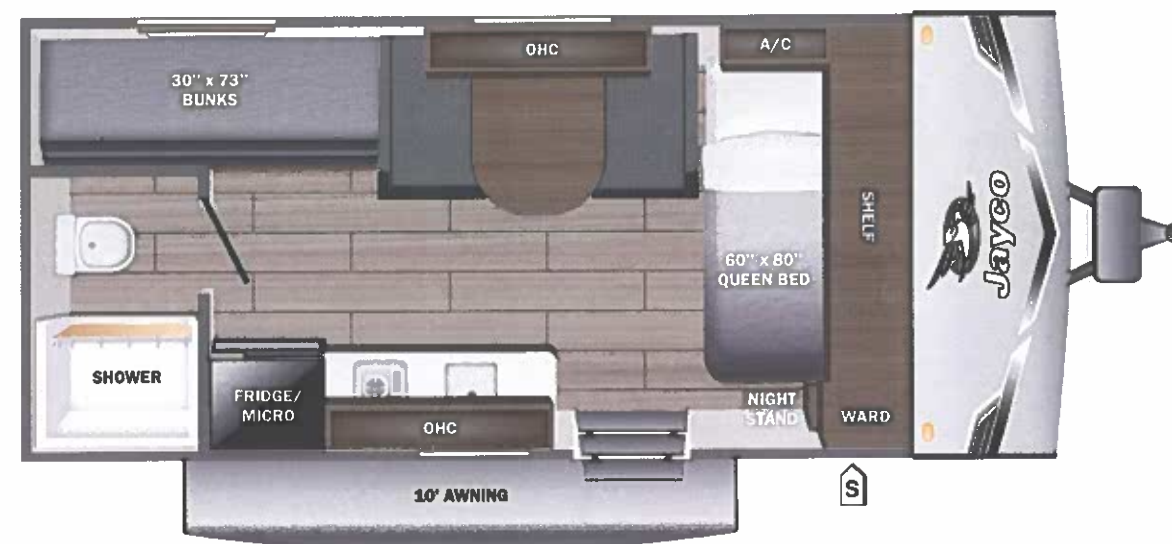 OHC
A/C
30" x 73"
BUNKS
SHELF
Jayco
60" x 80"
QUEEN BED
SHOWER
FRIDGE/
MICRO
NIGHT
STAND
WARD
OHC
10' AWNING
S